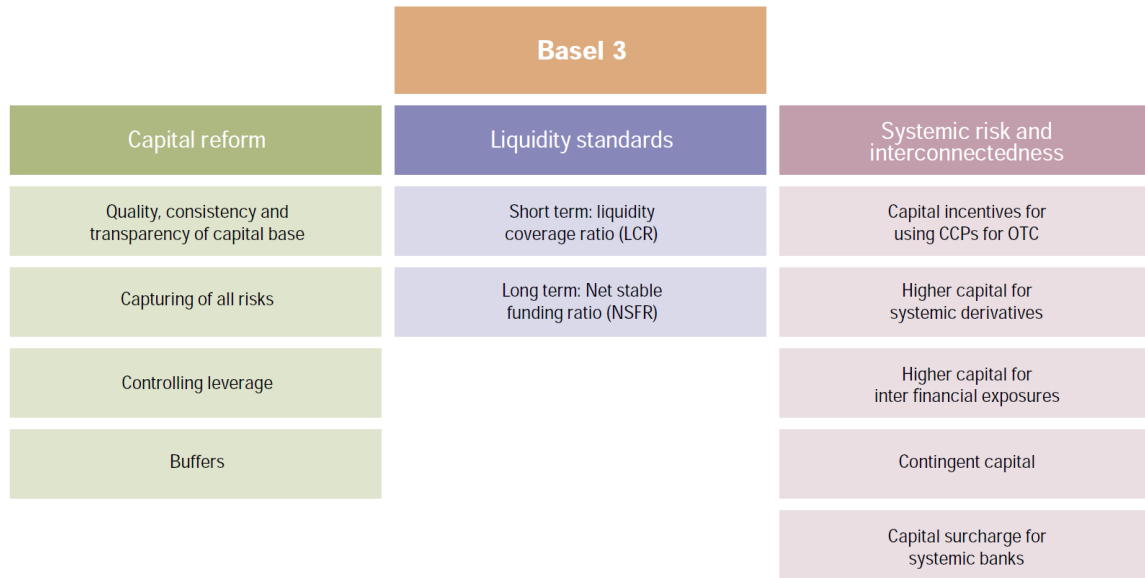 Basel 3
Capital reform
Quality, consistency and
transparency of capital base
Capturing of all risks
Controlling leverage
Buffers
Liquidity standards
Short term: liquidity
coverage ratio (LCR)
Long term: Net stable
funding ratio (NSFR)
Systemic risk and
interconnectedness
Capital incentives for
using CCPs for OTC
Higher capital for
systemic derivatives
Higher capital for
inter financial exposures
Contingent capital
Capital surcharge for
systemic banks